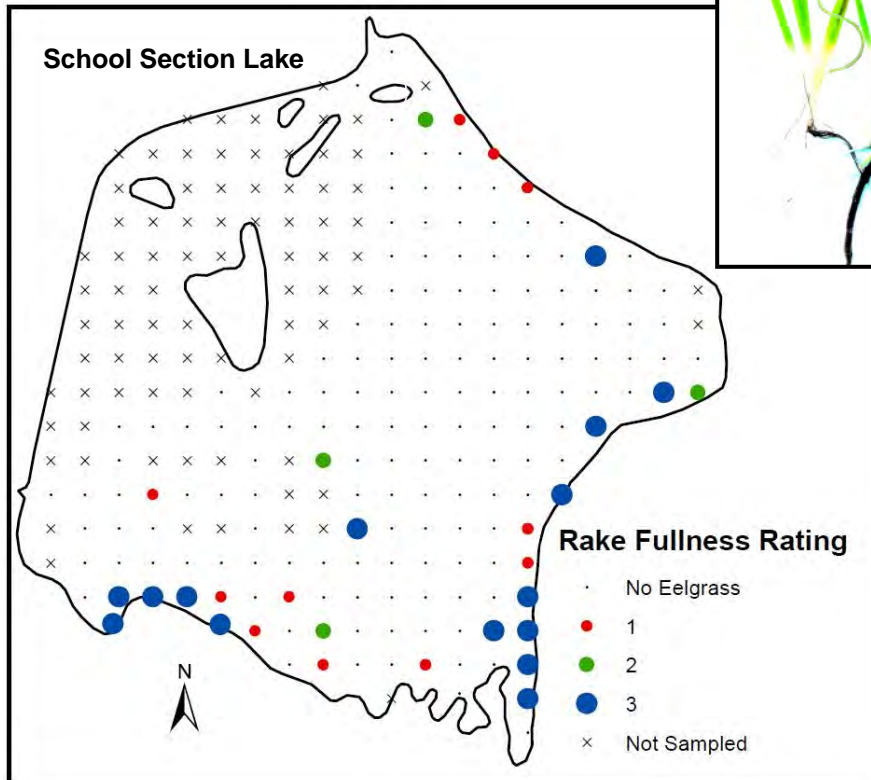 School Section Lake
N
Rake Fullness Rating
No Eelgrass
1
2
3
Not Sampled